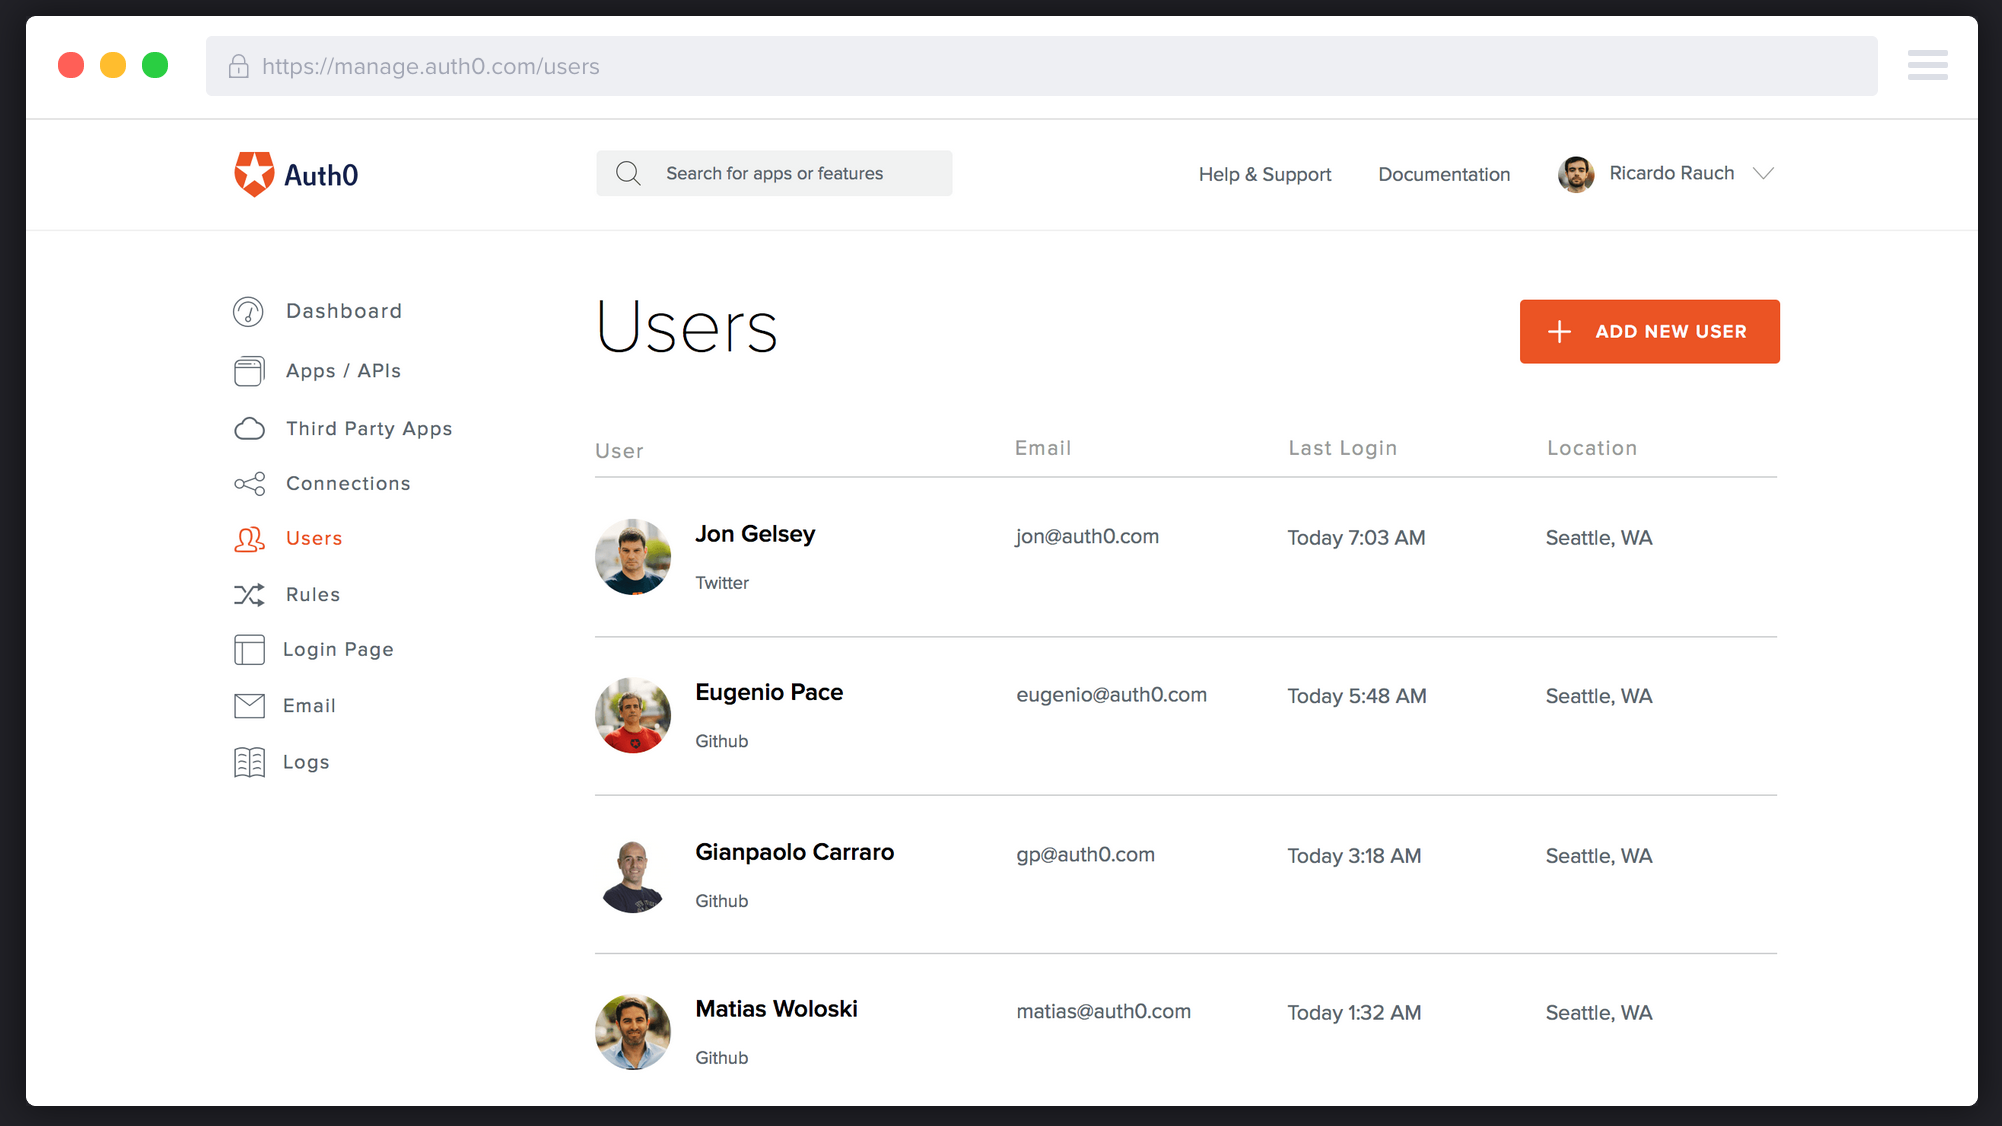 https://manage.auth0.com/users
Auth0
Search for apps or features
Help & Support
Documentation
Ricardo Rauch
Dashboard
Apps / APIs
Third Party Apps
Connections
Users
Rules
Login Page
Email
Logs
Users
ADD NEW USER
User Email Last Login Location
Jon Gelsey jon@auth0.com Today 7:03 AM Seattle, WA
Twitter
Eugenio Pace eugenio@auth0.com Today 5:48 AM Seattle, WA
Github
Gianpaolo Carraro gp@auth0.com Today 3:18 AM Seattle, WA
Github
Matias Woloski matias@auth0.com Today 1:32 AM Seattle, WA
Github